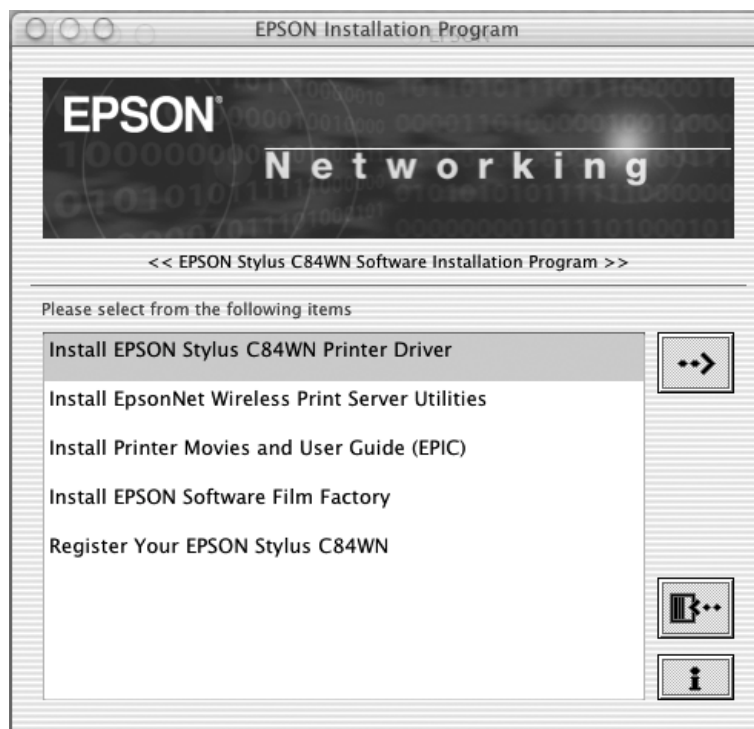 EPSON Installation Program
EPSON
Networking
<< EPSON Stylus C84WN Software Installation Program >>
Please select from the following items
Install EPSON Stylus C84WN Printer Driver
Install EpsonNet Wireless Print Server Utilities
Install Printer Movies and User Guide (EPIC)
Install EPSON Software Film Factory
Register Your EPSON Stylus C84WN
i